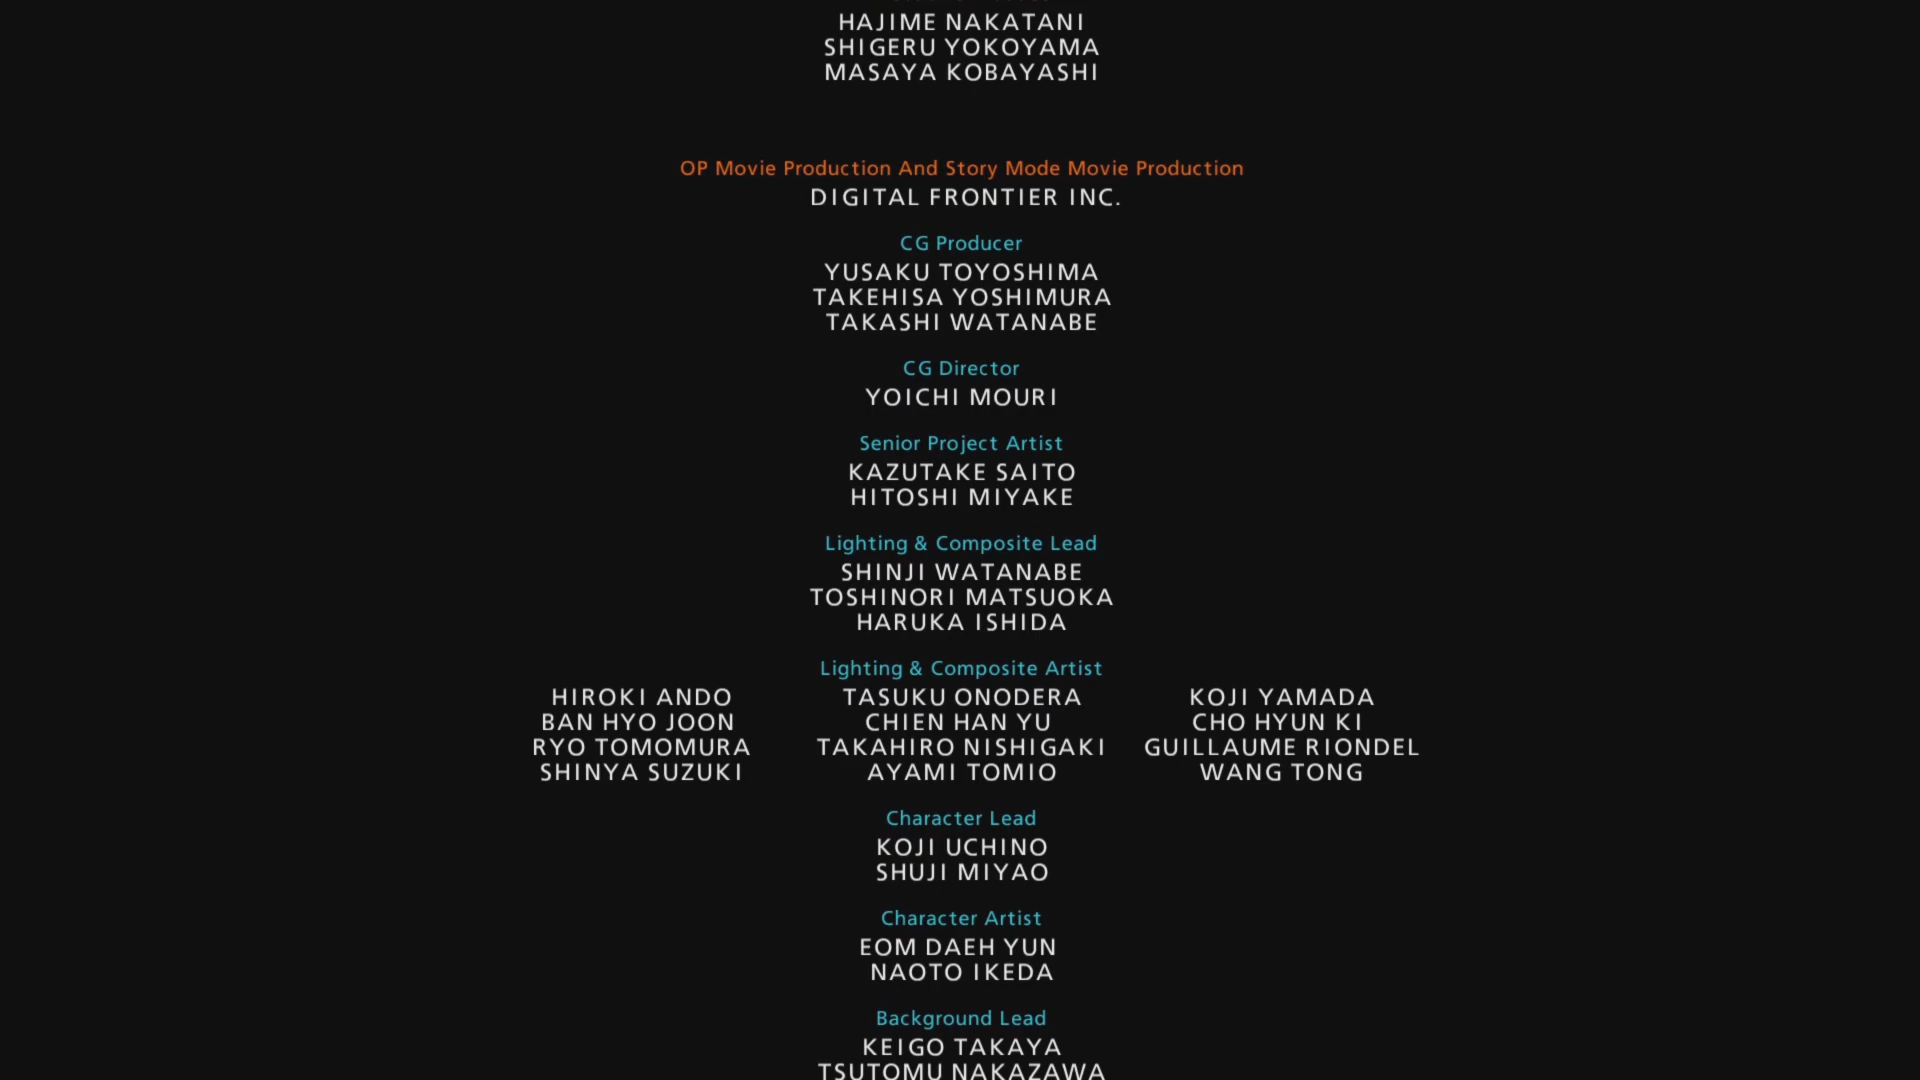 HAJIME NAKATANI
SHIGERU YOKOYAMA
MASAYA KOBAYASHI
OP Movie Production And Story Mode Movie Production
DIGITAL FRONTIER INC.
CG Producer
YUSAKU TOYOSHIMA
TAKEHISA YOSHIMURA
TAKASHI WATANABE
CG Director
YOICHI MOURI
Senior Project Artist
KAZUTAKE SAITO
HITOSHI MIYAKE
Lighting & Composite Lead
SHINJI WATANABE
TOSHINORI MATSUOKA
HARUKA ISHIDA
Lighting & Composite Artist
HIROKI ANDO TASUKU ONODERA KOJI YAMADA
BAN HYO JOON CHIEN HAN YU CHO HYUN KI
RYO TOMOMURA TAKAHIRO NISHIGAKI GUILLAUME RIONDEL
SHINYA SUZUKI AYAMI TOMIO WANG TONG
Character Lead
KOJI UCHINO
SHUJI MIYAO
Character Artist
EOM DAEH YUN
NAOTO IKEDA
Background Lead
KEIGO TAKAYA
TSUTOMU NAKAZAWA